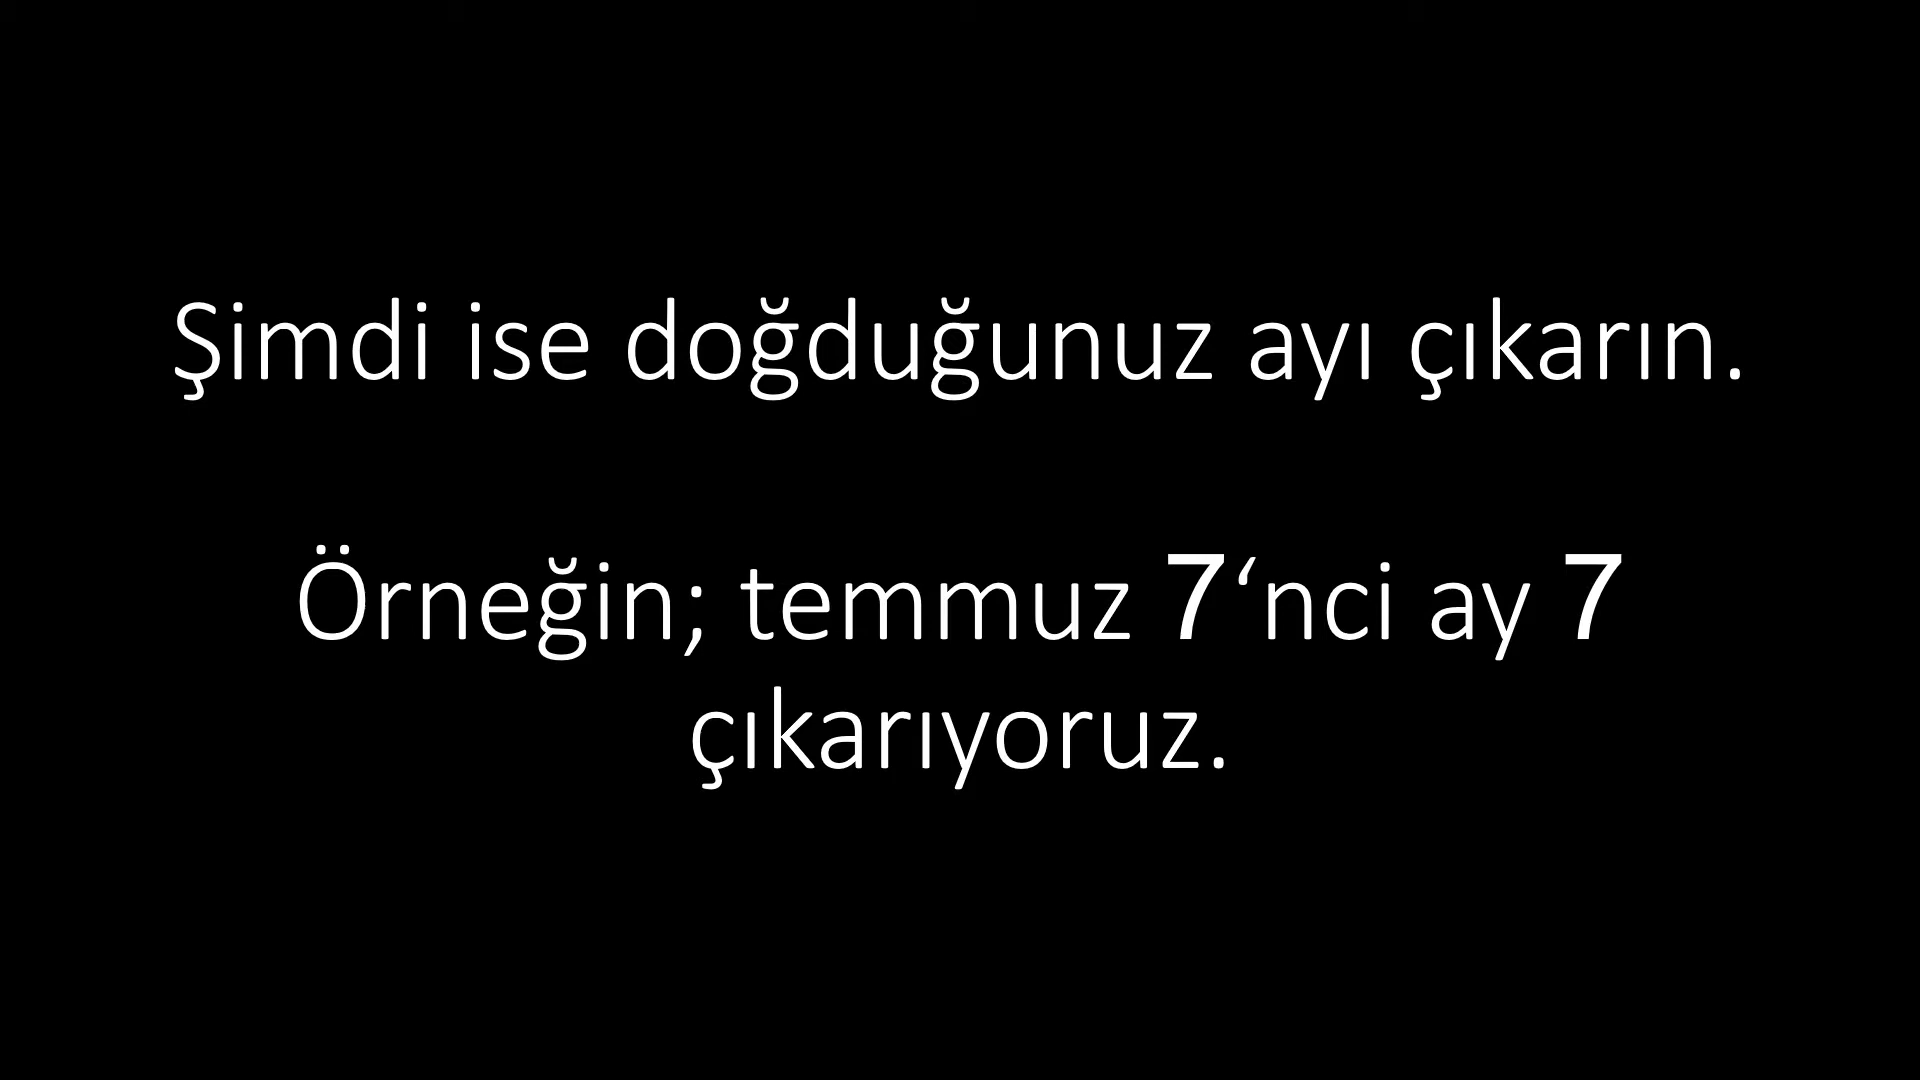 Şimdi ise doğduğunuz ayı çıkarın.
Örneğin; temmuz 7‘nci ay 7
çıkarıyoruz.